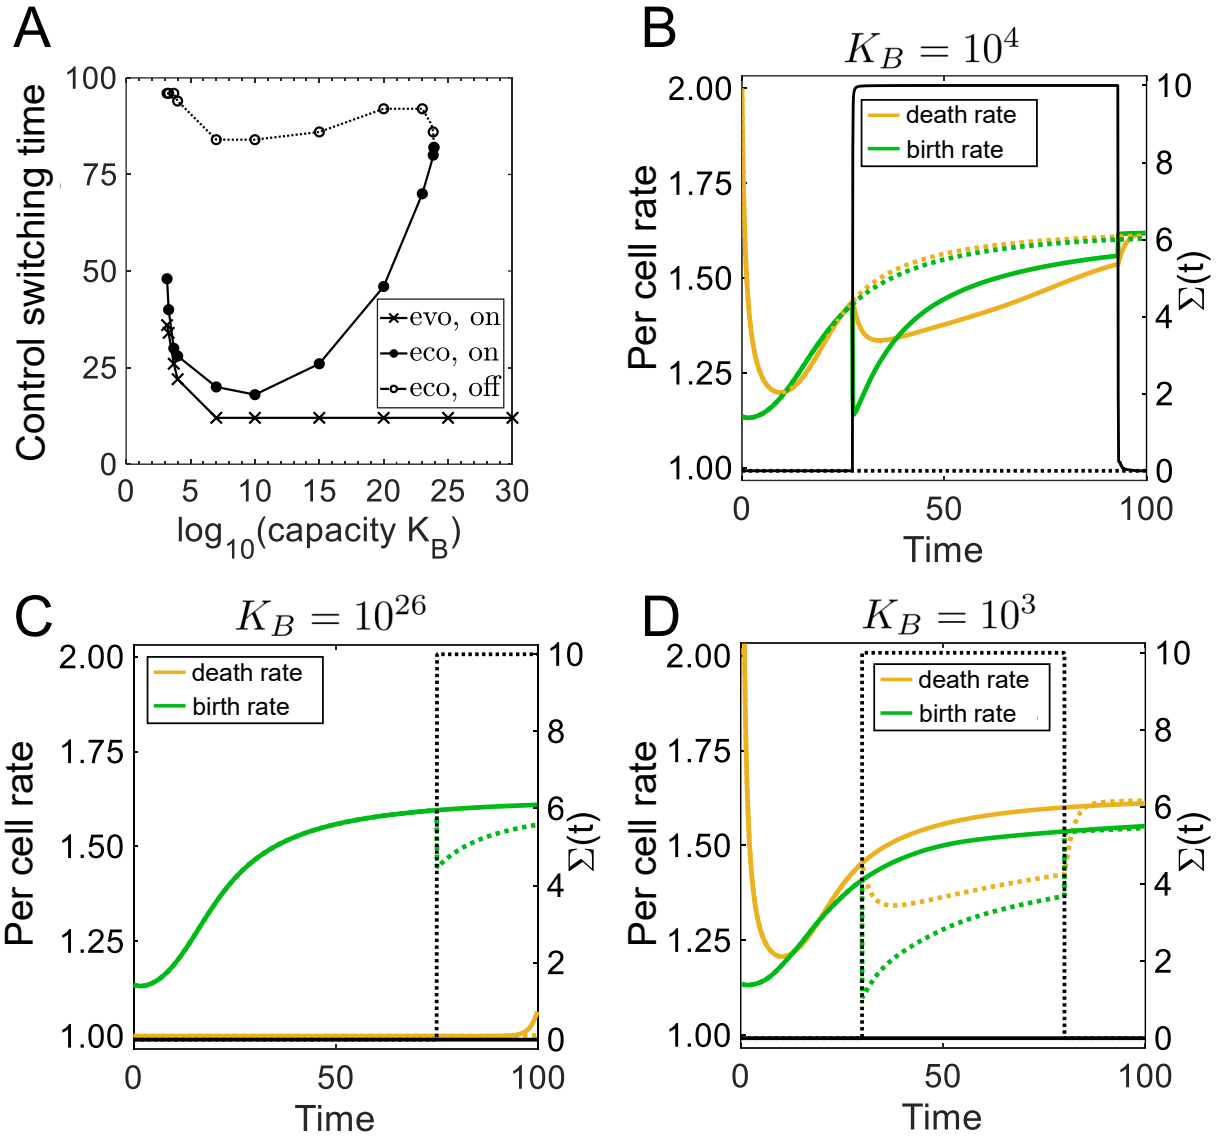 A
100
75
50
25
0
Control switching time
0 5 10 15 20 25 30
log10(capacity KB)
evo, on
eco, on
eco, off
B
KB = 10^4
2.00
1.75
1.50
1.25
1.00
Per cell rate
death rate
birth rate
10
8
6
4
2
0
Σ(t)
0 50 100
Time
C
KB = 10^26
2.00
1.75
1.50
1.25
1.00
Per cell rate
death rate
birth rate
10
8
6
4
2
0
Σ(t)
0 50 100
Time
D
KB = 10^3
2.00
1.75
1.50
1.25
1.00
Per cell rate
death rate
birth rate
10
8
6
4
2
0
Σ(t)
0 50 100
Time